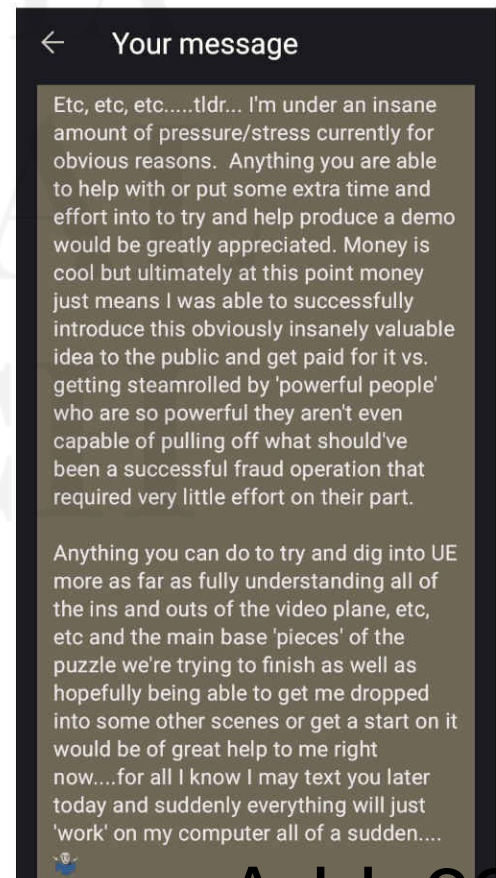 Your message
Etc, etc, etc.....tldr... I'm under an insane
amount of pressure/stress currently for
obvious reasons.  Anything you are able
to help with or put some extra time and
effort into to try and help produce a demo
would be greatly appreciated. Money is
cool but ultimately at this point money
just means I was able to successfully
introduce this obviously insanely valuable
idea to the public and get paid for it vs.
getting steamrolled by 'powerful people'
who are so powerful they aren't even
capable of pulling off what should've
been a successful fraud operation that
required very little effort on their part.

Anything you can do to try and dig into UE
more as far as fully understanding all of
the ins and outs of the video plane, etc,
etc and the main base 'pieces' of the
puzzle we're trying to finish as well as
hopefully being able to get me dropped
into some other scenes or get a start on it
would be of great help to me right
now....for all I know I may text you later
today and suddenly everything will just
'work' on my computer all of a sudden....